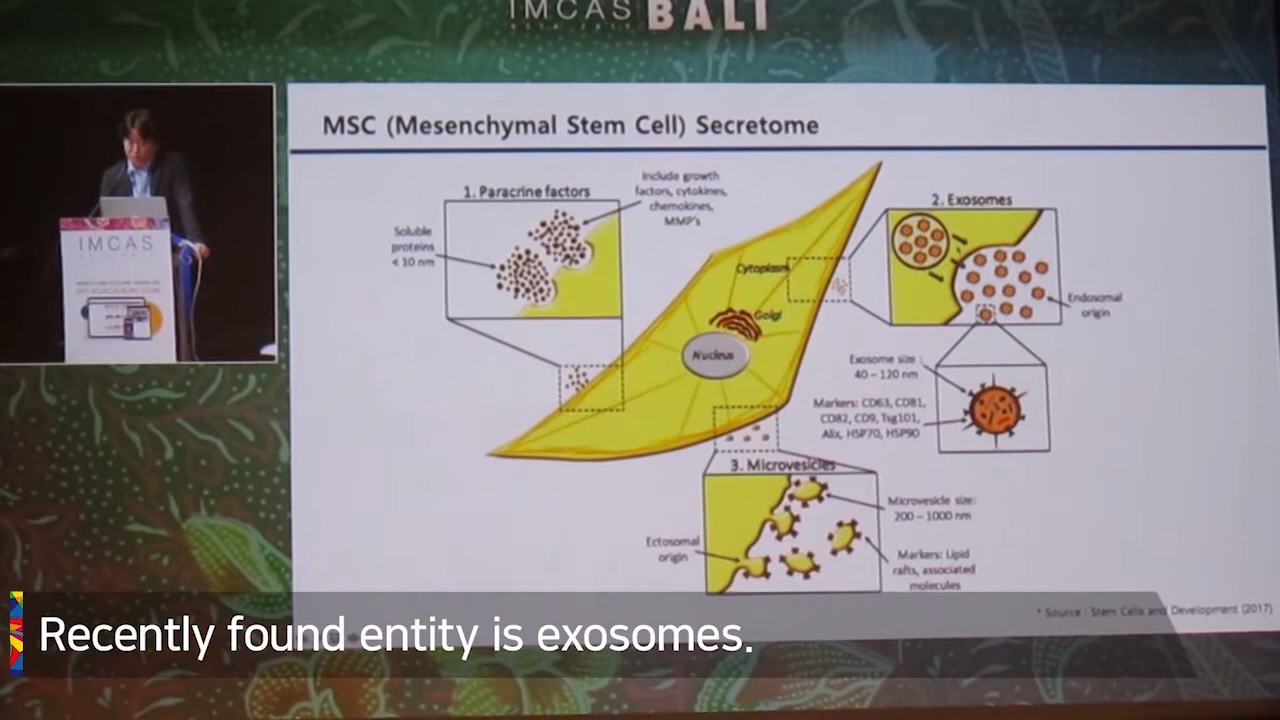 IMCAS BALI
MSC (Mesenchymal Stem Cell) Secretome
1. Paracrine factors
Include growth
factors, cytokines,
chemokines,
MMP's
Soluble
proteins
< 10 nm
2. Exosomes
Cytoplasm
Golgi
Nucleus
Endosomal
origin
Exosome size :
40 – 120 nm
Markers: CD63, CD81,
CD82, CD9, Tsg101,
Alix, HSP70, HSP90
3. Microvesicles
Microvesicle size:
200 – 1000 nm
Ectosomal
origin
Markers: Lipid
rafts, associated
molecules
* Source : Stem Cells and Development (2017)
IMCAS
Recently found entity is exosomes.